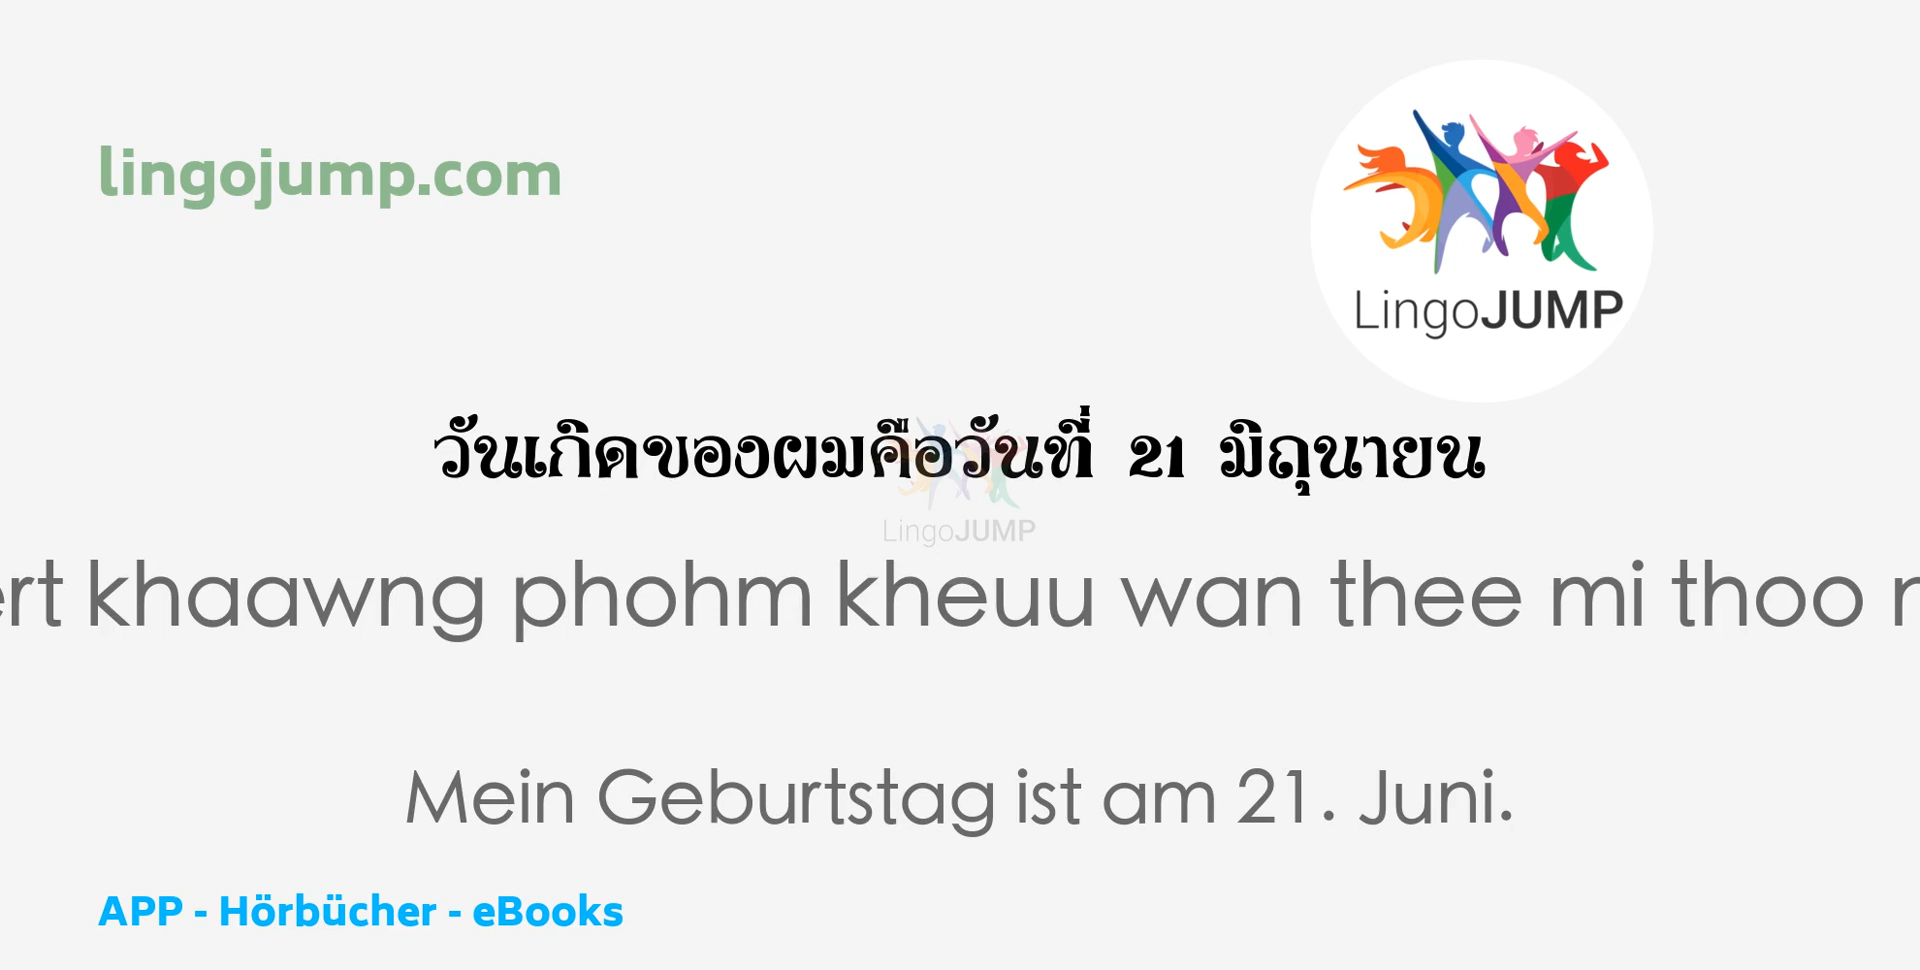 lingojump.com
LingoJUMP
วันเกิดของผมคือวันที่ 21 มิถุนายน
LingoJUMP
khaawng phohm kheuu wan thee mi thoo
Mein Geburtstag ist am 21. Juni.
APP - Hörbücher - eBooks